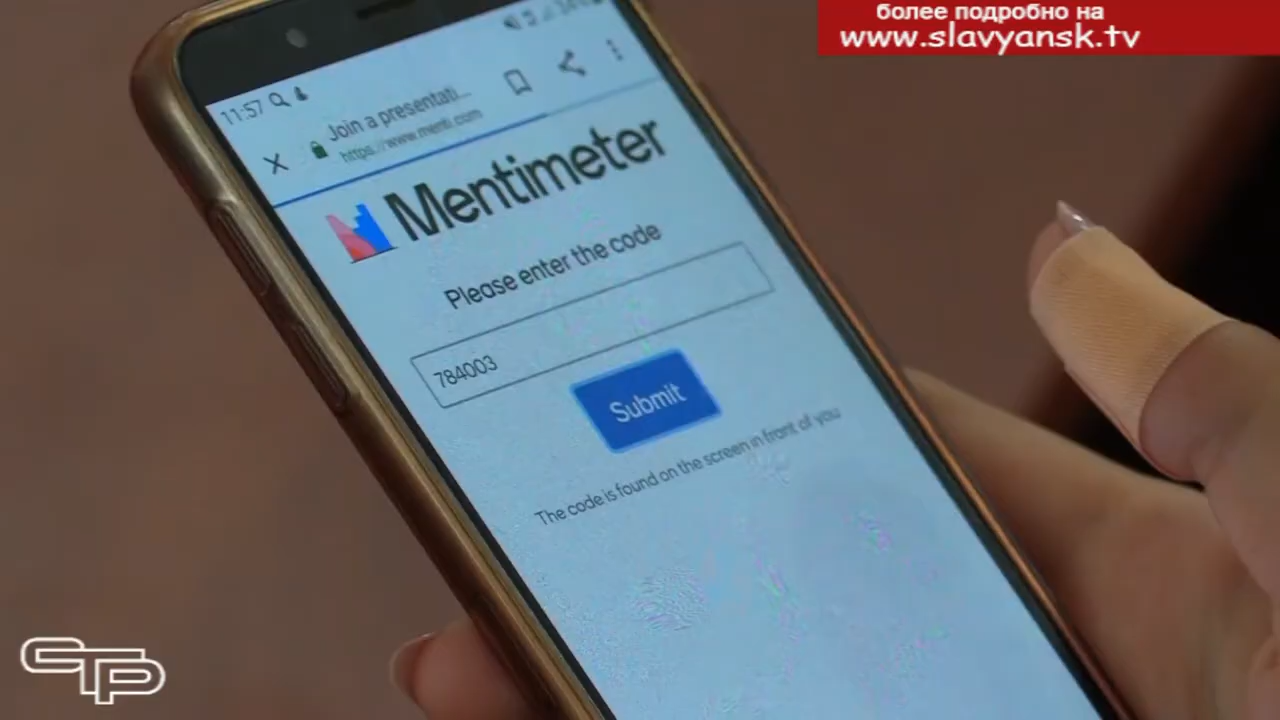 более подробно на
www.slavyansk.tv
11:57
Join a presentati...
https://www.menti.com
Mentimeter
Please enter the code
784003
Submit
The code is found on the screen in front of you
СТР